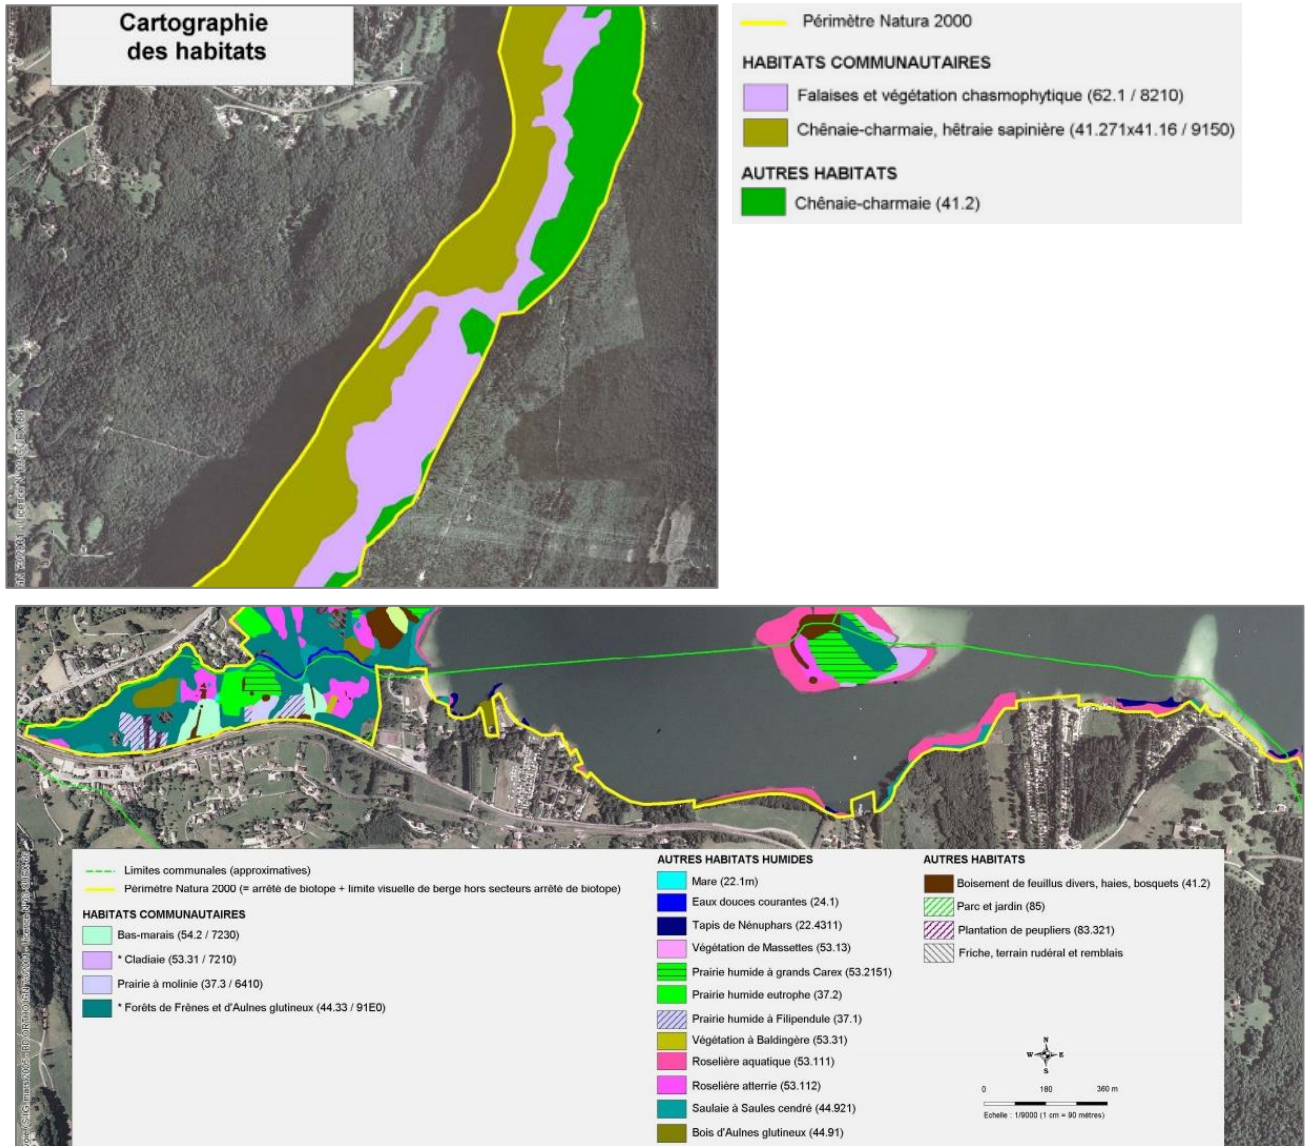 Cartographie
des habitats
Périmètre Natura 2000
HABITATS COMMUNAUTAIRES
Falaises et végétation chasmophytique (62.1 / 8210)
Chênaie-charmaie, hêtraie sapinière (41.271x41.16 / 9150)
AUTRES HABITATS
Chênaie-charmaie (41.2)
Limites communales (approximatives)
Périmètre Natura 2000 (= arrêté de biotope + limite visuelle de berge hors secteurs arrêté de biotope)
HABITATS COMMUNAUTAIRES
Bas-marais (54.2 / 7230)
* Cladiaie (53.31 / 7210)
Prairie à molinie (37.3 / 6410)
* Forêts de Frênes et d'Aulnes glutineux (44.33 / 91E0)
AUTRES HABITATS HUMIDES
Mare (22.1m)
Eaux douces courantes (24.1)
Tapis de Nénuphars (22.4311)
Végétation de Massettes (53.13)
Prairie humide à grands Carex (53.2151)
Prairie humide eutrophe (37.2)
Prairie humide à Filipendule (37.1)
Végétation à Baldingère (53.31)
Roselière aquatique (53.111)
Roselière atterrie (53.112)
Saulaie à Saules cendré (44.921)
Bois d'Aulnes glutineux (44.91)
AUTRES HABITATS
Boisement de feuillus divers, haies, bosquets (41.2)
Parc et jardin (85)
Plantation de peupliers (83.321)
Friche, terrain rudéral et remblais
N
W E
S
0 180 360 m
Echelle : 1/9000 (1 cm = 90 mètres)